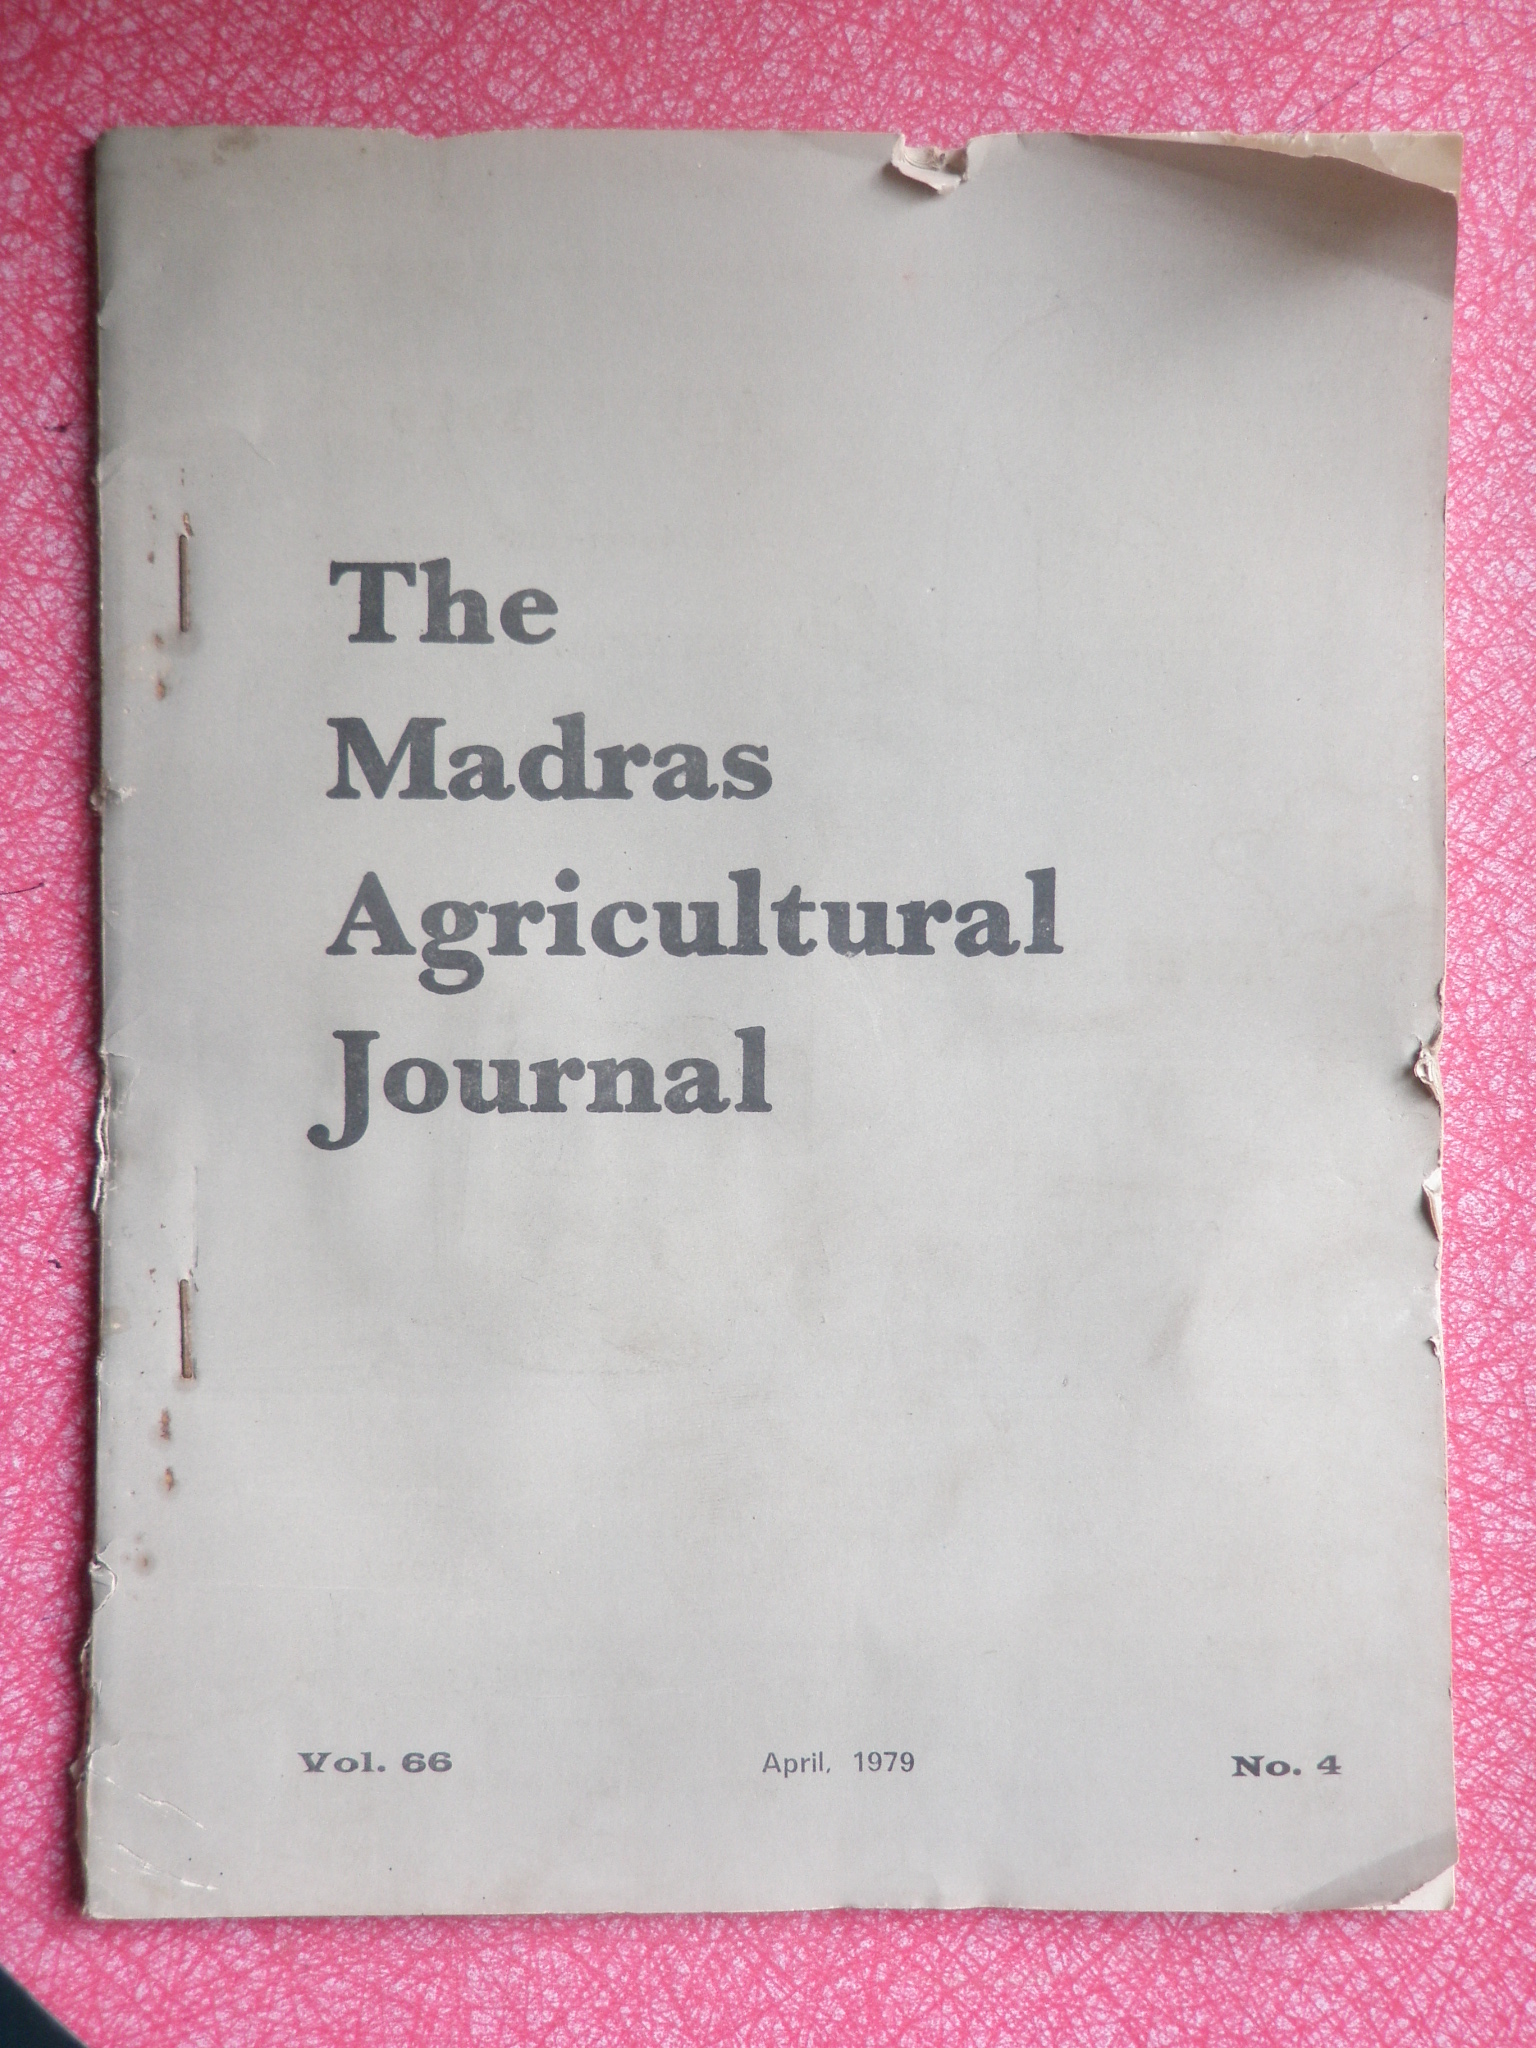 The
Madras
Agricultural
Journal
Vol. 66 April, 1979 No. 4